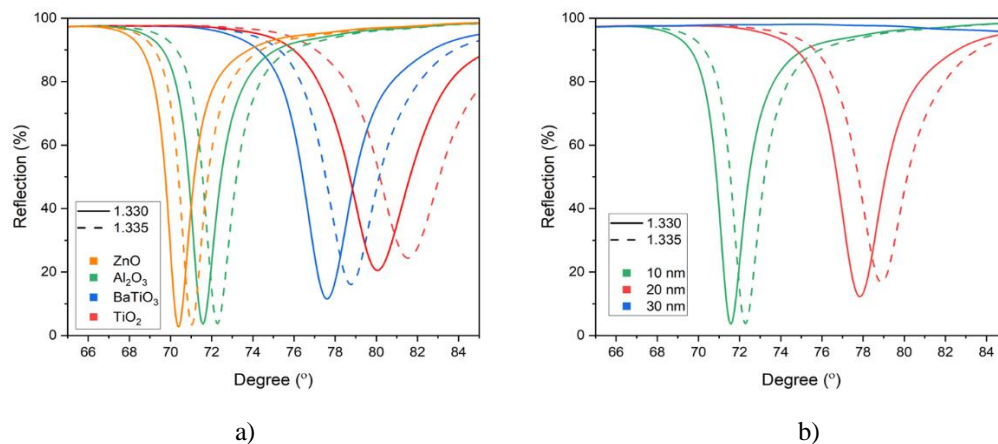 100
80
60
40
20
0
Reflection (%)
1.330
1.335
ZnO
Al₂O₃
BaTiO₃
TiO₂
66 68 70 72 74 76 78 80 82 84
Degree (°)
a)
100
80
60
40
20
0
Reflection (%)
1.330
1.335
10 nm
20 nm
30 nm
66 68 70 72 74 76 78 80 82 84
Degree (°)
b)